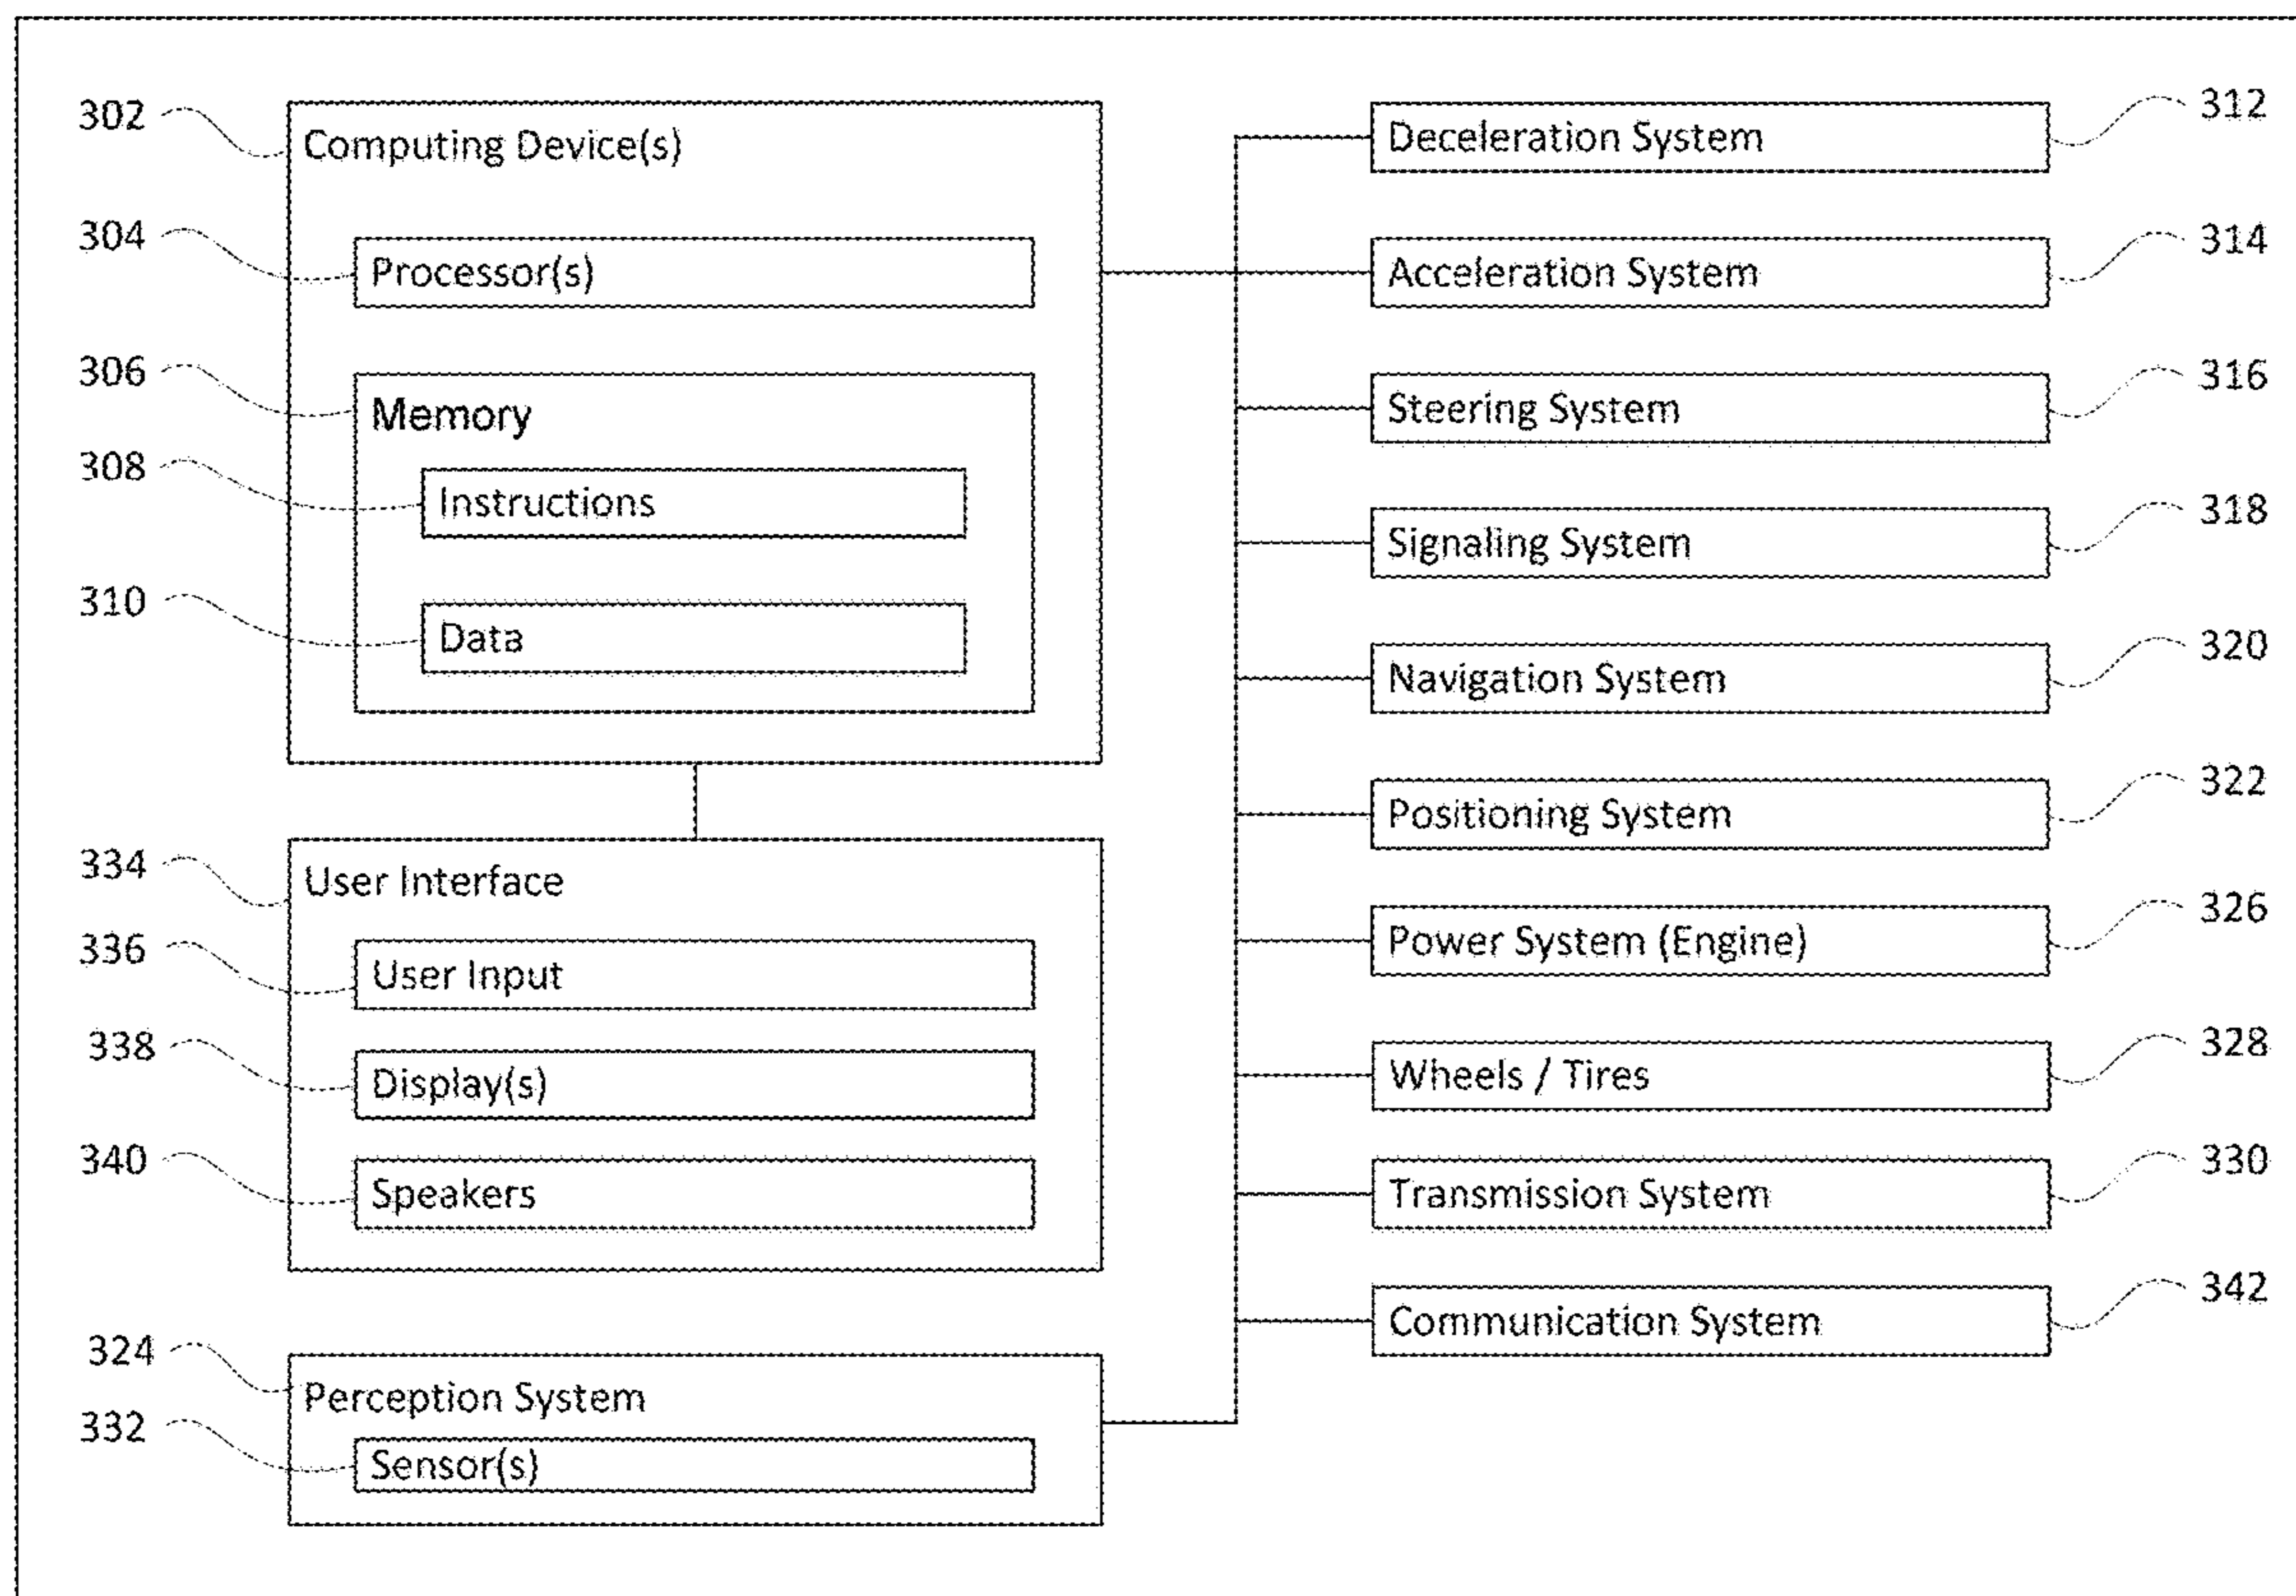 302
Computing Device(s)
304
Processor(s)
306
Memory
308
Instructions
310
Data
334
User Interface
336
User Input
338
Display(s)
340
Speakers
324
Perception System
332
Sensor(s)
Deceleration System
312
Acceleration System
314
Steering System
316
Signaling System
318
Navigation System
320
Positioning System
322
Power System (Engine)
326
Wheels / Tires
328
Transmission System
330
Communication System
342